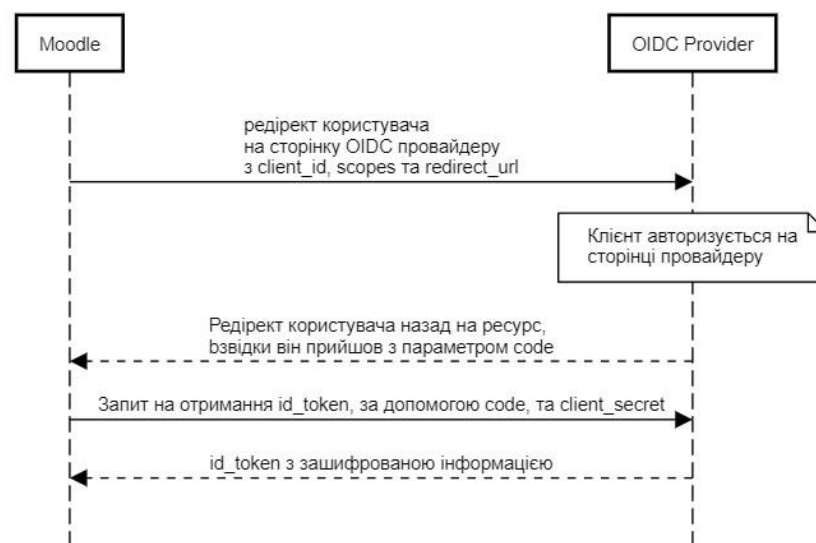 Moodle
OIDC Provider
редірект користувача
на сторінку OIDC провайдеру
з client_id, scopes та redirect_url
Клієнт авторизується на
сторінці провайдеру
Редірект користувача назад на ресурс,
bзвідки він прийшов з параметром code
Запит на отримання id_token, за допомогою code, та client_secret
id_token з зашифрованою інформацією